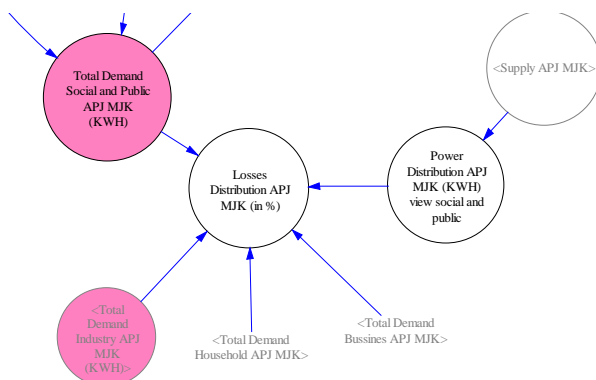 Total Demand
Social and Public
APJ MJK
(KWH)
<Supply APJ MJK>
Losses
Distribution APJ
MJK (in %)
Power
Distribution APJ
MJK (KWH)
view social and
public
<Total
Demand
Industry APJ
MJK
(KWH)>
<Total Demand
Household APJ MJK>
<Total Demand
Bussines APJ MJK>